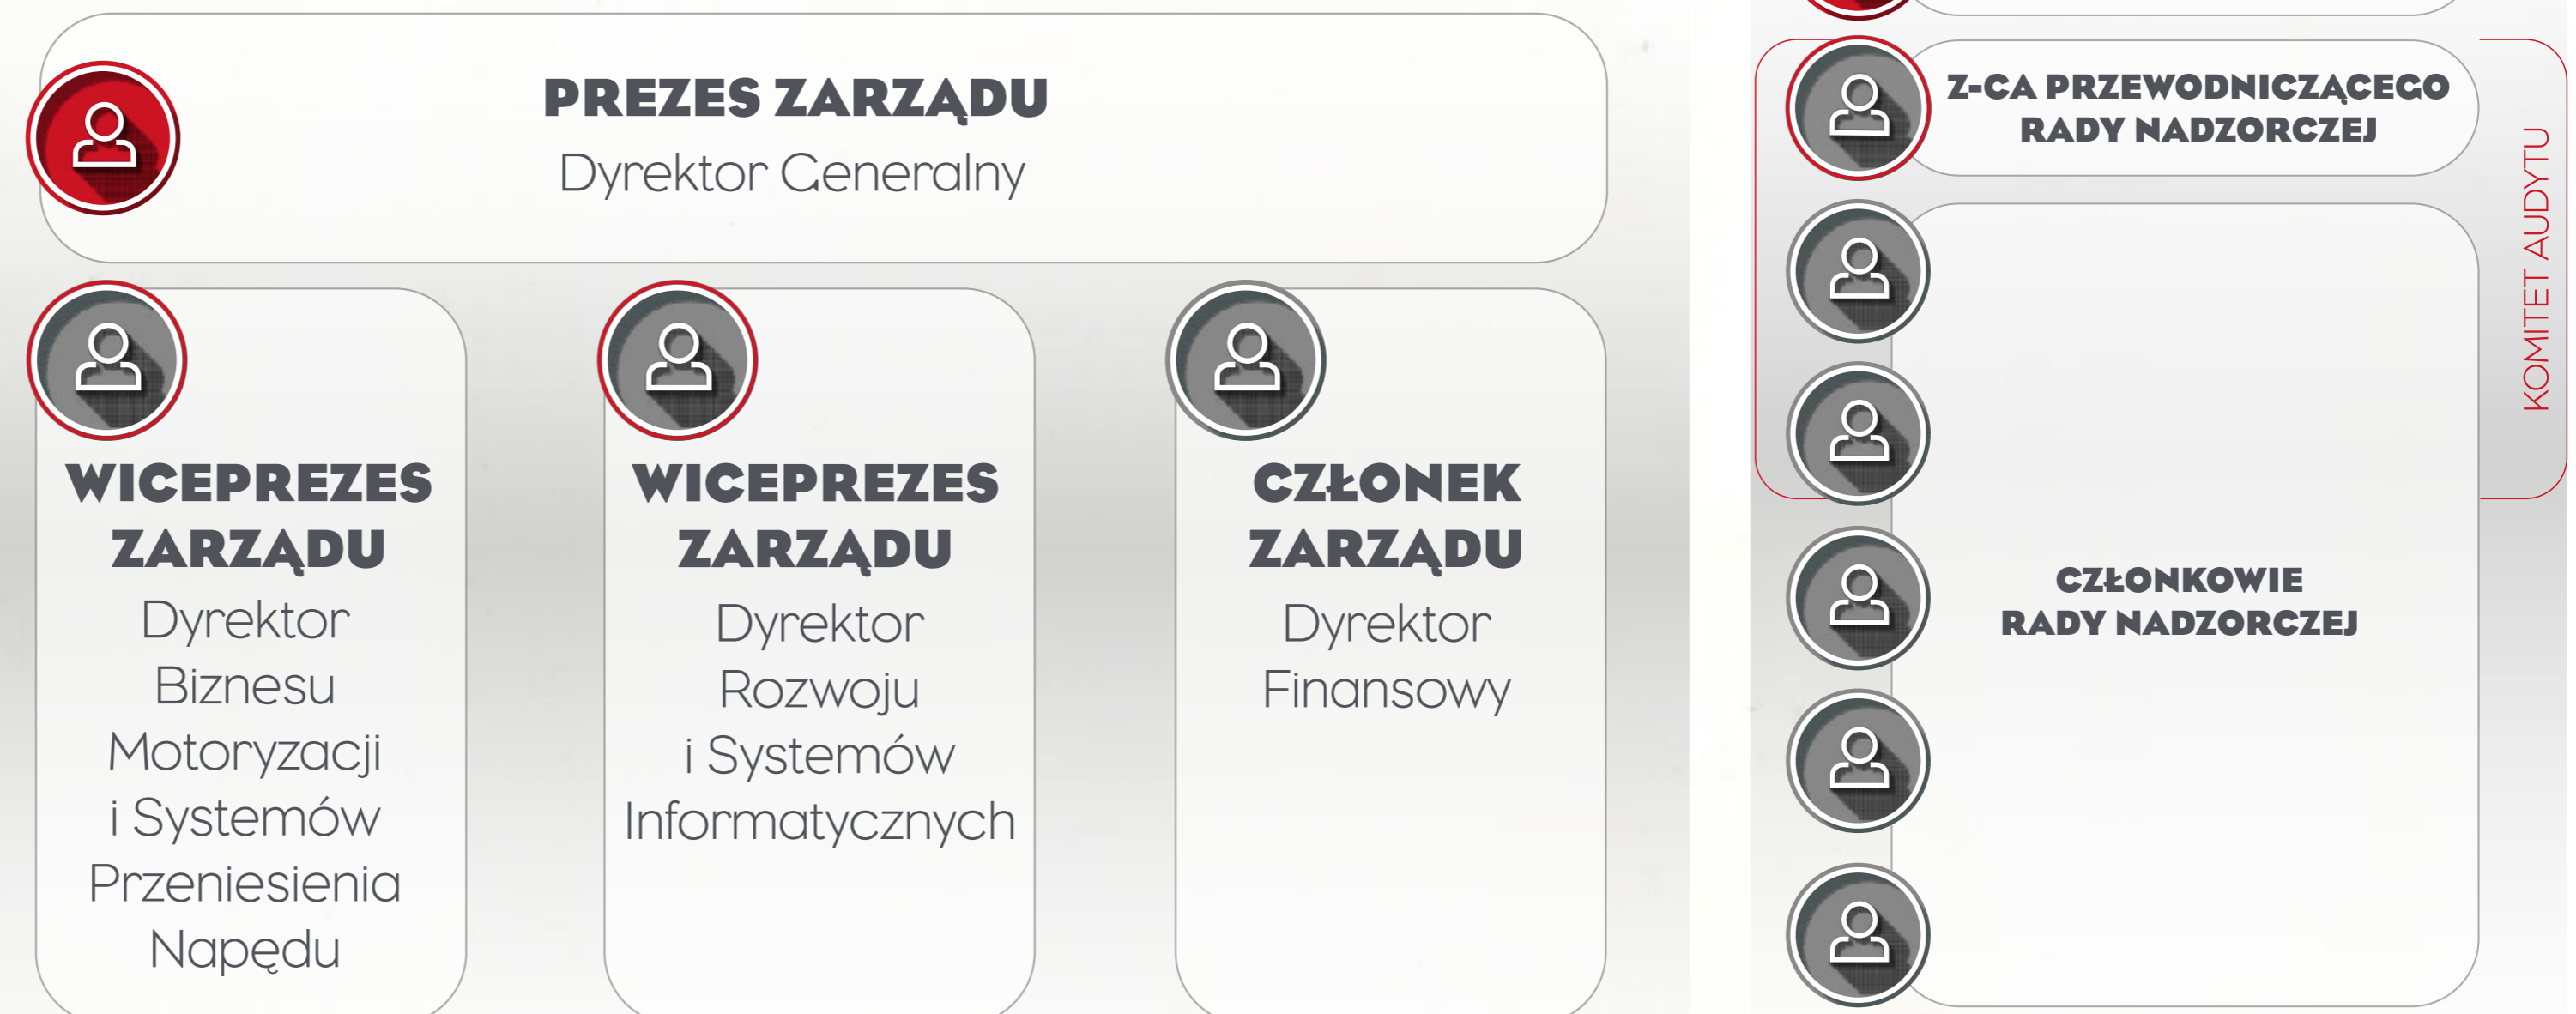 PREZES ZARZĄDU
Dyrektor Generalny
WICEPREZES
ZARZĄDU
Dyrektor
Biznesu
Motoryzacji
i Systemów
Przeniesienia
Napędu
WICEPREZES
ZARZĄDU
Dyrektor
Rozwoju
i Systemów
Informatycznych
CZŁONEK
ZARZĄDU
Dyrektor
Finansowy
Z-CA PRZEWODNICZĄCEGO
RADY NADZORCZEJ
CZŁONKOWIE
RADY NADZORCZEJ
KOMITET AUDYTU